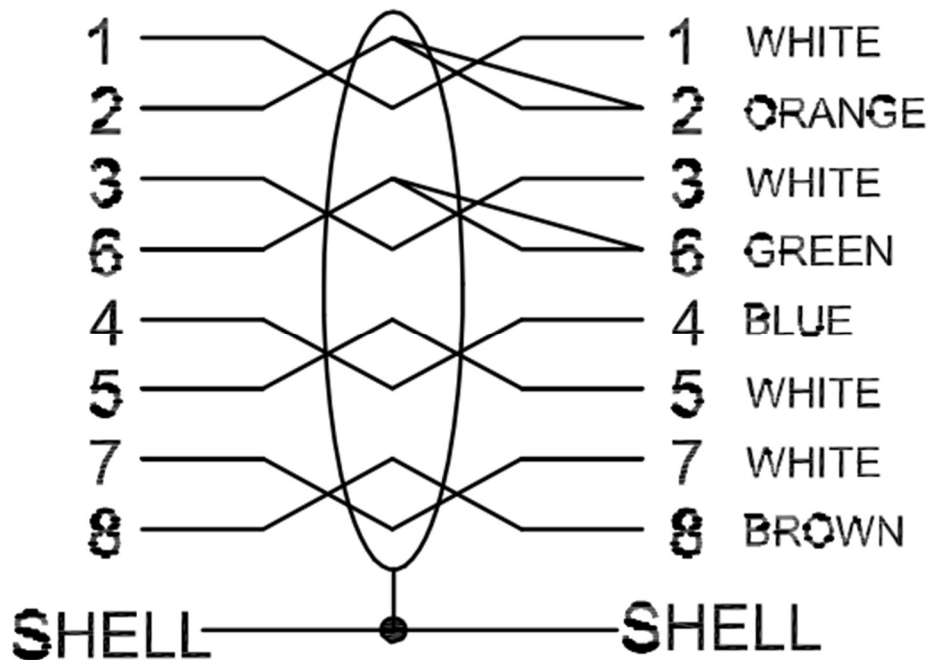 1 1 WHITE
2 2 ORANGE
3 3 WHITE
6 6 GREEN
4 4 BLUE
5 5 WHITE
7 7 WHITE
8 8 BROWN
SHELL SHELL